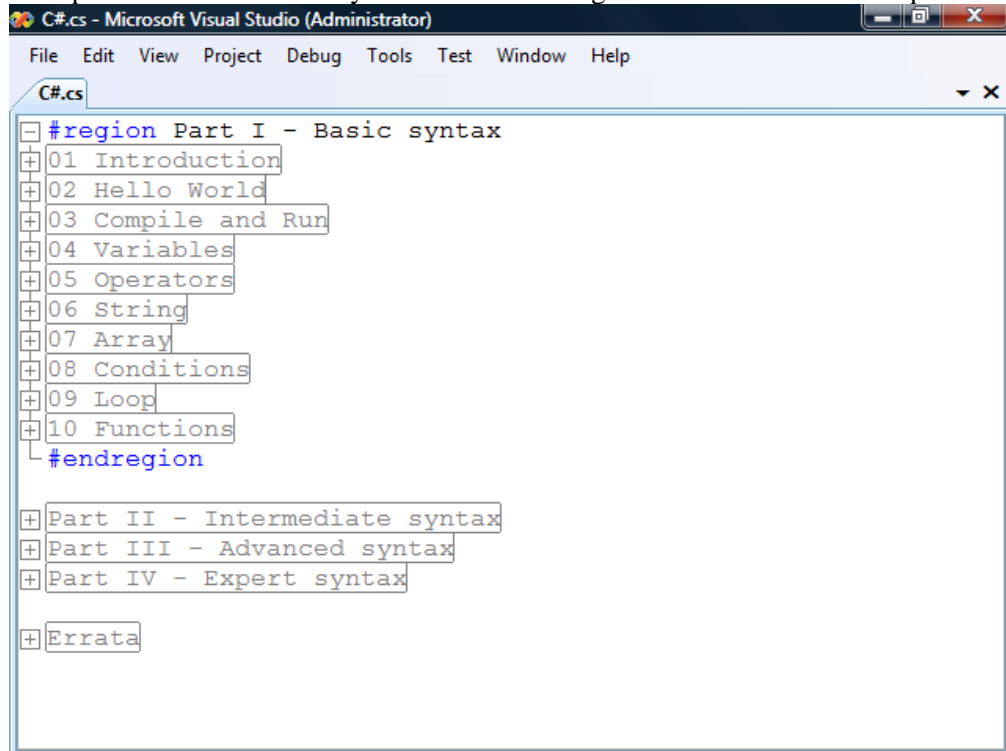 C#.cs - Microsoft Visual Studio (Administrator)
File Edit View Project Debug Tools Test Window Help
C#.cs
#region Part I - Basic syntax
01 Introduction
02 Hello World
03 Compile and Run
04 Variables
05 Operators
06 String
07 Array
08 Conditions
09 Loop
10 Functions
#endregion
Part II - Intermediate syntax
Part III - Advanced syntax
Part IV - Expert syntax
Errata